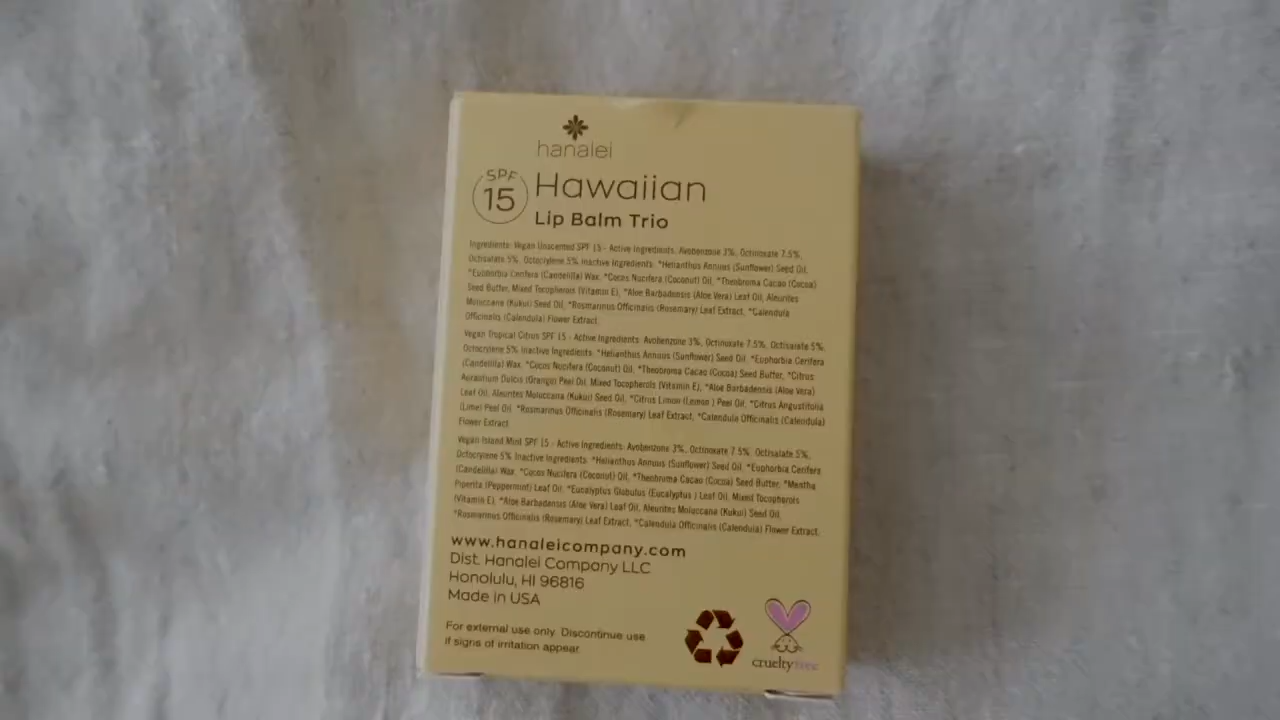 hanalei
SPF
15
Hawaiian
Lip Balm Trio
Ingredients: Vegan Unscented SPF 15 - Active Ingredients. Avobenzone 3%, Octinoxate 7.5%,
Octisalate 5%, Octocrylene 5% Inactive Ingredients: *Helianthus Annuus (Sunflower) Seed Oil,
*Euphorbia Cerifera (Candelilla) Wax. *Cocos Nucifera (Coconut) Oil, *Theobroma Cacao (Cocoa)
Seed Butter, Mixed Tocopherols (Vitamin E), *Aloe Barbadensis (Aloe Vera) Leaf Oil, Aleurites
Moluccana (Kukui) Seed Oil, *Rosmarinus Officinalis (Rosemary) Leaf Extract, *Calendula
Officinalis (Calendula) Flower Extract.
Vegan Tropical Citrus SPF 15 - Active Ingredients: Avobenzone 3%, Octinoxate 7.5%, Octisalate 5%,
Octocrylene 5% Inactive Ingredients: *Helianthus Annuus (Sunflower) Seed Oil, *Euphorbia Cerifera
(Candelilla) Wax. *Cocos Nucifera (Coconut) Oil, *Theobroma Cacao (Cocoa) Seed Butter, *Citrus
Aurantium Dulcis (Orange) Peel Oil, Mixed Tocopherols (Vitamin E), *Aloe Barbadensis (Aloe Vera)
Leaf Oil, Aleurites Moluccana (Kukui) Seed Oil, *Citrus Limon (Lemon ) Peel Oil, *Citrus Angustifolia
(Lime) Peel Oil. *Rosmarinus Officinalis (Rosemary) Leaf Extract, *Calendula Officinalis (Calendula)
Flower Extract
Vegan Island Mint SPF 15 - Active Ingredients: Avobenzone 3%, Octinoxate 7.5%, Octisalate 5%,
Octocrylene 5% Inactive Ingredients: *Helianthus Annuus (Sunflower) Seed Oil, *Euphorbia Cerifera
(Candelilla) Wax. *Cocos Nucifera (Coconut) Oil, *Theobroma Cacao (Cocoa) Seed Butter, *Mentha
Piperita (Peppermint) Leaf Oil, *Eucalyptus Globulus (Eucalyptus ) Leaf Oil, Mixed Tocopherols
(Vitamin E), *Aloe Barbadensis (Aloe Vera) Leaf Oil, Aleurites Moluccana (Kukui) Seed Oil,
*Rosmarinus Officinalis (Rosemary) Leaf Extract, *Calendula Officinalis (Calendula) Flower Extract.
www.hanaleicompany.com
Dist. Hanalei Company LLC
Honolulu, HI 96816
Made in USA
For external use only. Discontinue use
if signs of irritation appear.
crueltyfree